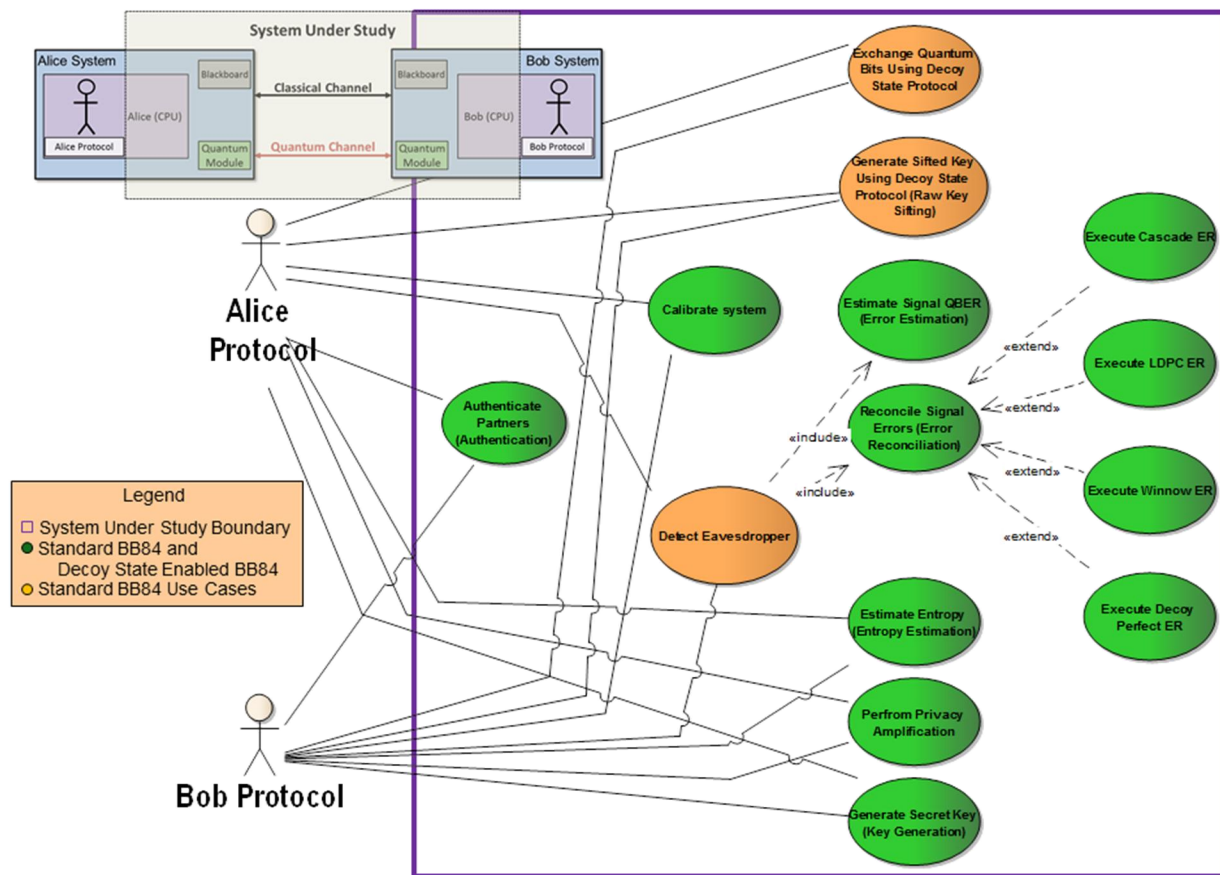 System Under Study
Alice System
Bob System
Blackboard
Blackboard
Classical Channel
Alice (CPU)
Bob (CPU)
Alice Protocol
Quantum
Module
Quantum Channel
Quantum
Module
Bob Protocol
Exchange Quantum
Bits Using Decoy
State Protocol
Generate Sifted Key
Using Decoy State
Protocol (Raw Key
Sifting)
Execute Cascade ER
Alice
Protocol
Calibrate system
Estimate Signal QBER
(Error Estimation)
«extend»
Execute LDPC ER
«extend»
Authenticate
Partners
(Authentication)
Reconcile Signal
Errors (Error
Reconciliation)
«include»
«extend»
Execute Winnow ER
«include»
«extend»
Detect Eavesdropper
Legend
System Under Study Boundary
Standard BB84 and
Decoy State Enabled BB84
Standard BB84 Use Cases
Estimate Entropy
(Entropy Estimation)
Execute Decoy
Perfect ER
Perfrom Privacy
Amplification
Bob Protocol
Generate Secret Key
(Key Generation)